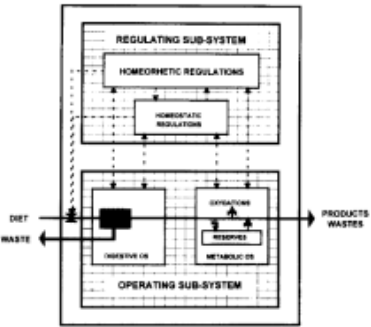 REGULATING SUB-SYSTEM
HOMEORHETIC REGULATIONS
HOMEOSTATIC
REGULATIONS
DIET
WASTE
OXYDATIONS
RESERVES
DIGESTIVE OS
METABOLIC OS
PRODUCTS
WASTES
OPERATING SUB-SYSTEM